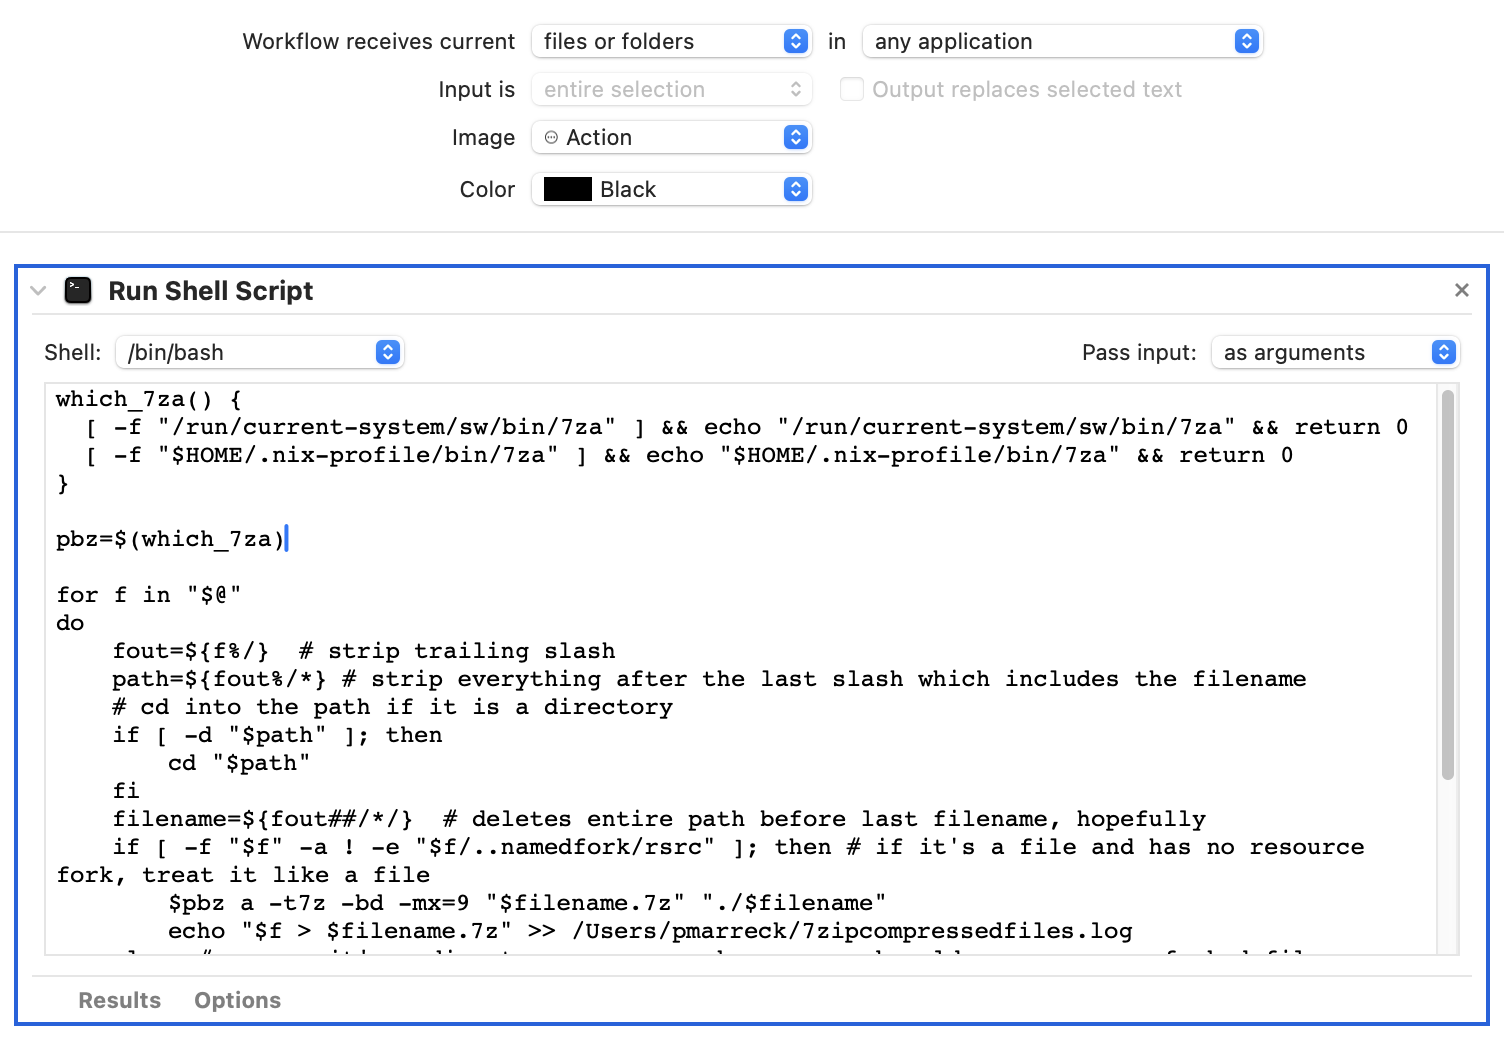 Workflow receives current files or folders in any application
Input is entire selection Output replaces selected text
Image Action
Color Black
Run Shell Script
Shell: /bin/bash Pass input: as arguments
which_7za() {
  [ -f "/run/current-system/sw/bin/7za" ] && echo "/run/current-system/sw/bin/7za" && return 0
  [ -f "$HOME/.nix-profile/bin/7za" ] && echo "$HOME/.nix-profile/bin/7za" && return 0
}
pbz=$(which_7za)
for f in "$@"
do
    fout=${f%/}  # strip trailing slash
    path=${fout%/*} # strip everything after the last slash which includes the filename
    # cd into the path if it is a directory
    if [ -d "$path" ]; then
        cd "$path"
    fi
    filename=${fout##/*/}  # deletes entire path before last filename, hopefully
    if [ -f "$f" -a ! -e "$f/..namedfork/rsrc" ]; then # if it's a file and has no resource
fork, treat it like a file
        $pbz a -t7z -bd -mx=9 "$filename.7z" "./$filename"
        echo "$f > $filename.7z" >> /Users/pmarreck/7zipcompressedfiles.log
Results Options